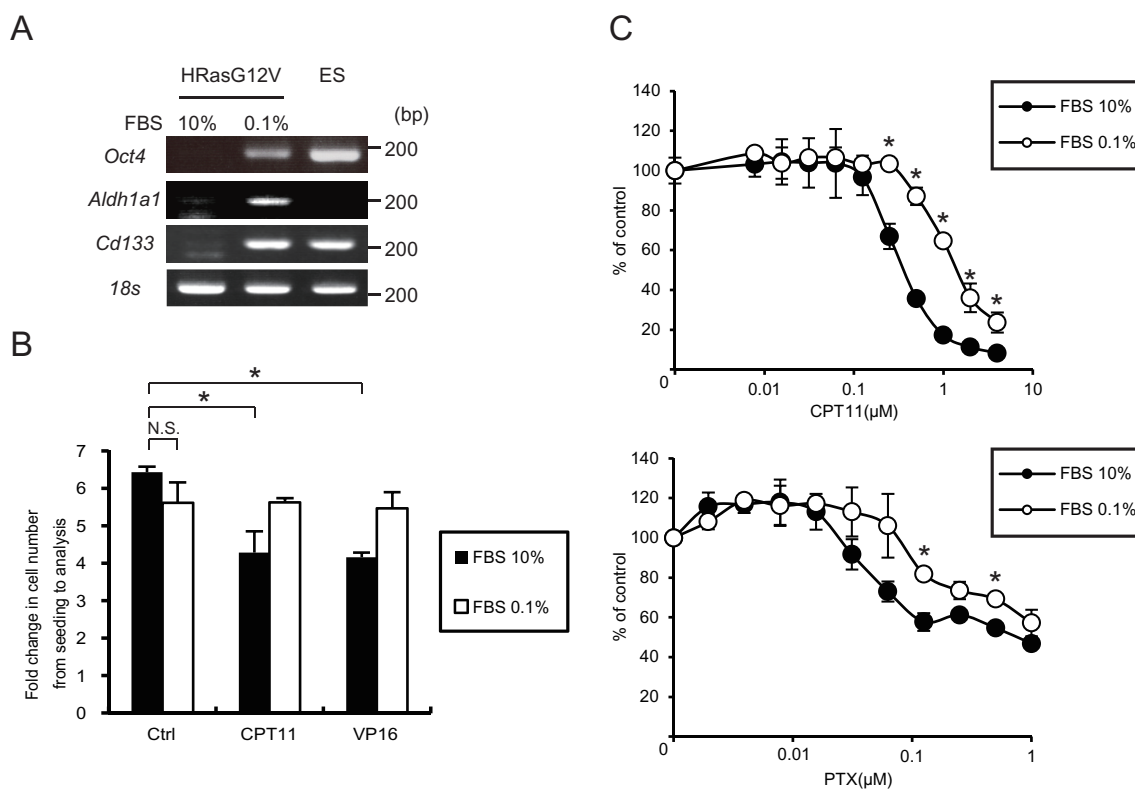 A
HRasG12V ES
FBS 10% 0.1% (bp)
Oct4 200
Aldh1a1 200
Cd133 200
18s 200
B
*
*
N.S.
7
6
5
4
3
2
1
0
Fold change in cell number
from seeding to analysis
Ctrl CPT11 VP16
FBS 10%
FBS 0.1%
C
140
120
100
80
60
40
20
% of control
* * * * *
0 0.01 0.1 1 10
CPT11(µM)
FBS 10%
FBS 0.1%
140
120
100
80
60
40
20
% of control
* *
0 0.01 0.1 1
PTX(µM)
FBS 10%
FBS 0.1%